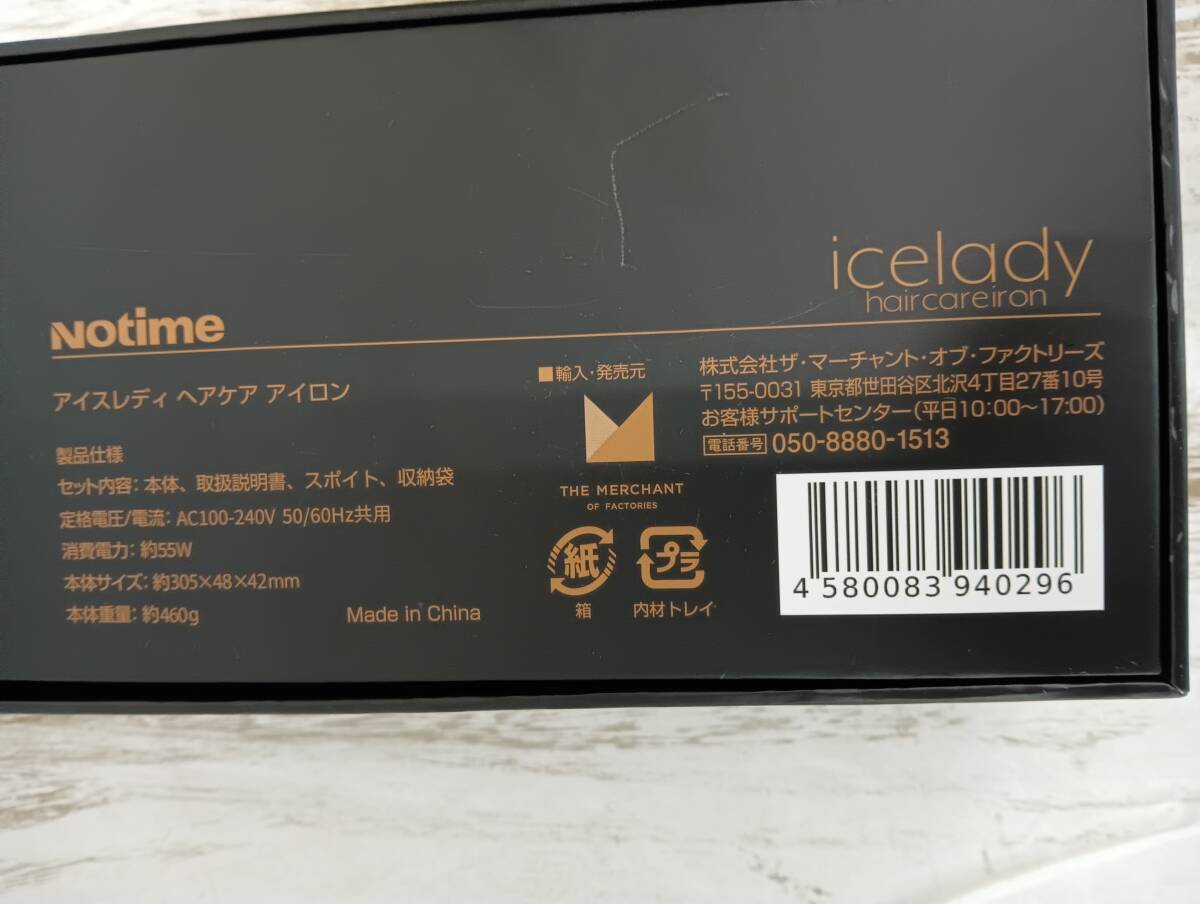 icelady
haircareiron
Notime
アイスレディ ヘアケア アイロン
製品仕様
セット内容：本体、取扱説明書、スポイト、収納袋
定格電圧/電流：AC100-240V 50/60Hz共用
消費電力：約55W
本体サイズ：約305×48×42mm
本体重量：約460g
Made in China
■輸入・発売元
THE MERCHANT
OF FACTORIES
紙
箱
プラ
内材トレイ
株式会社ザ・マーチャント・オブ・ファクトリーズ
〒155-0031 東京都世田谷区北沢4丁目27番10号
お客様サポートセンター（平日10：00〜17：00）
電話番号 050-8880-1513
4 580083 940296